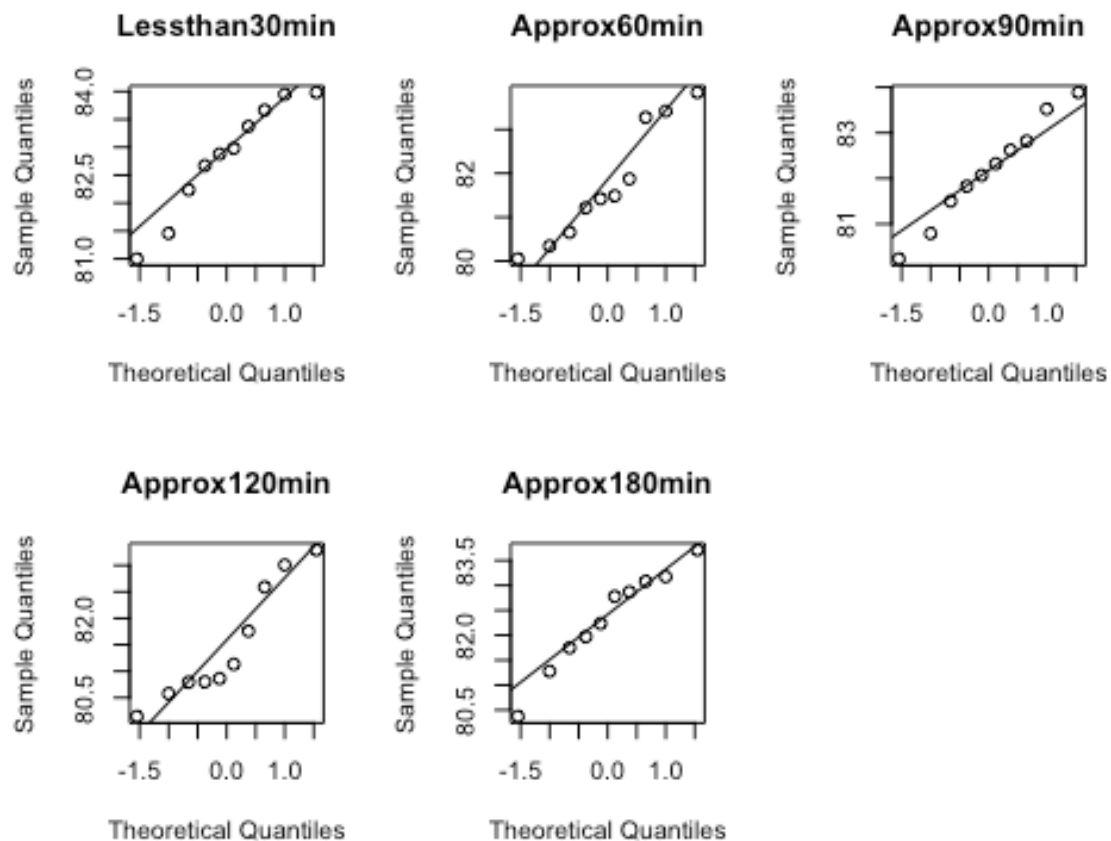 Lessthan30min
Approx60min
Approx90min
Sample Quantiles
84.0
82.5
81.0
-1.5 0.0 1.0
Theoretical Quantiles
Sample Quantiles
82
80
-1.5 0.0 1.0
Theoretical Quantiles
Sample Quantiles
83
81
-1.5 0.0 1.0
Theoretical Quantiles
Approx120min
Approx180min
Sample Quantiles
82.0
80.5
-1.5 0.0 1.0
Theoretical Quantiles
Sample Quantiles
83.5
82.0
80.5
-1.5 0.0 1.0
Theoretical Quantiles